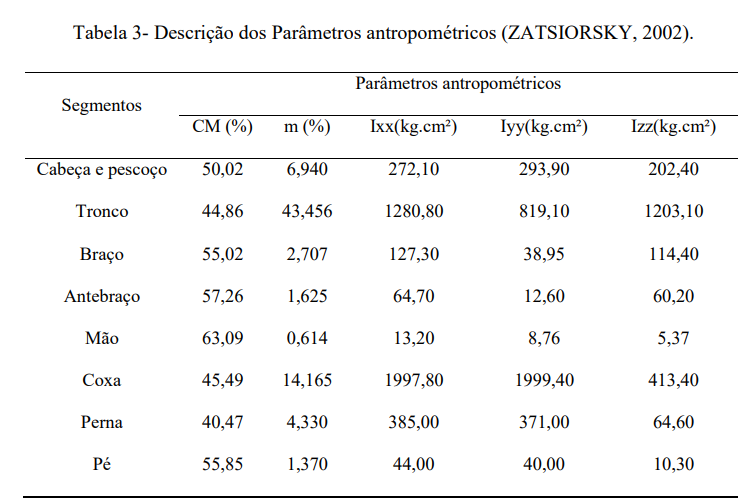 Tabela 3- Descrição dos Parâmetros antropométricos (ZATSIORSKY, 2002).
Segmentos Parâmetros antropométricos
CM (%) m (%) Ixx(kg.cm²) Iyy(kg.cm²) Izz(kg.cm²)
Cabeça e pescoço 50,02 6,940 272,10 293,90 202,40
Tronco 44,86 43,456 1280,80 819,10 1203,10
Braço 55,02 2,707 127,30 38,95 114,40
Antebraço 57,26 1,625 64,70 12,60 60,20
Mão 63,09 0,614 13,20 8,76 5,37
Coxa 45,49 14,165 1997,80 1999,40 413,40
Perna 40,47 4,330 385,00 371,00 64,60
Pé 55,85 1,370 44,00 40,00 10,30